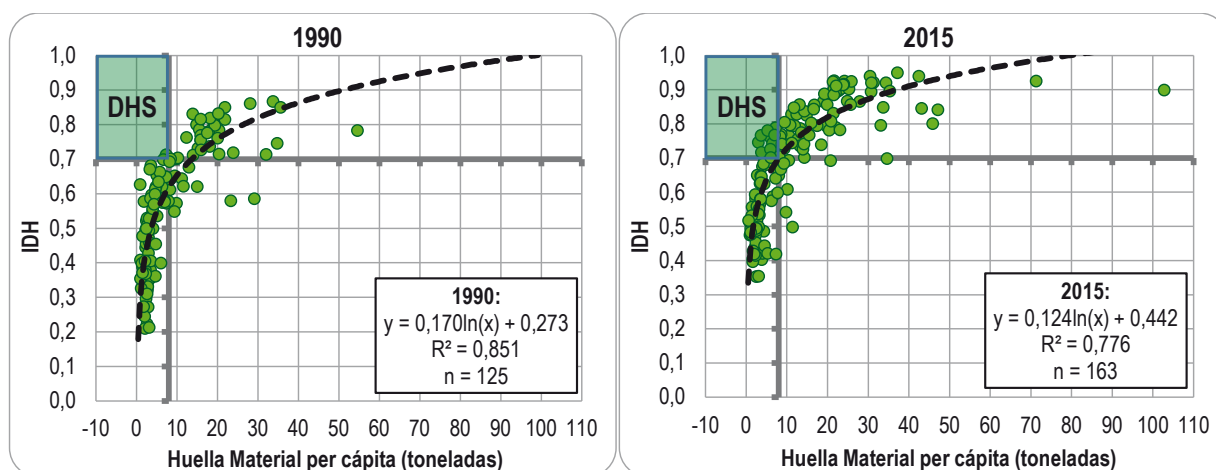 1990
1,0
0,9
0,8
0,7
0,6
0,5
0,4
0,3
0,2
0,1
0,0
IDH
DHS
1990:
y = 0,170ln(x) + 0,273
R² = 0,851
n = 125
-10 0 10 20 30 40 50 60 70 80 90 100 110
Huella Material per cápita (toneladas)
2015
1,0
0,9
0,8
0,7
0,6
0,5
0,4
0,3
0,2
0,1
0,0
IDH
DHS
2015:
y = 0,124ln(x) + 0,442
R² = 0,776
n = 163
-10 0 10 20 30 40 50 60 70 80 90 100 110
Huella Material per cápita (toneladas)